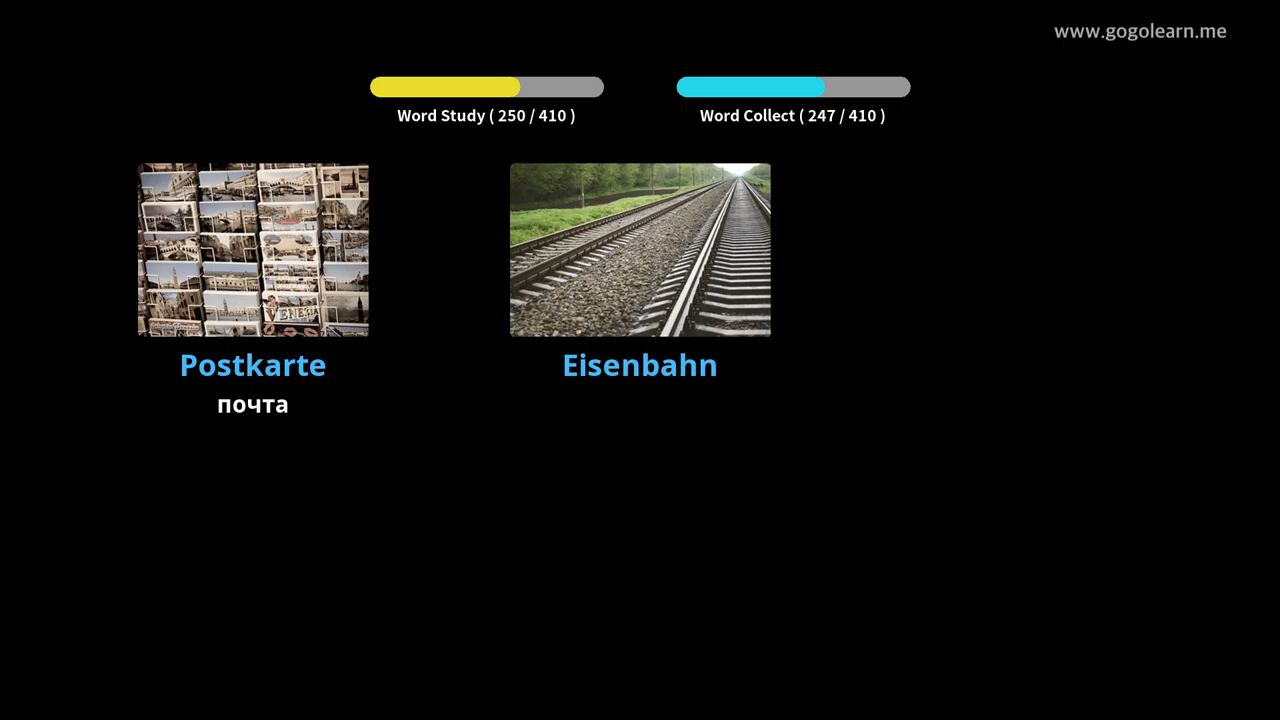 www.gogolearn.me
Word Study ( 250 / 410 )
Word Collect ( 247 / 410 )
Postkarte
Eisenbahn
почта